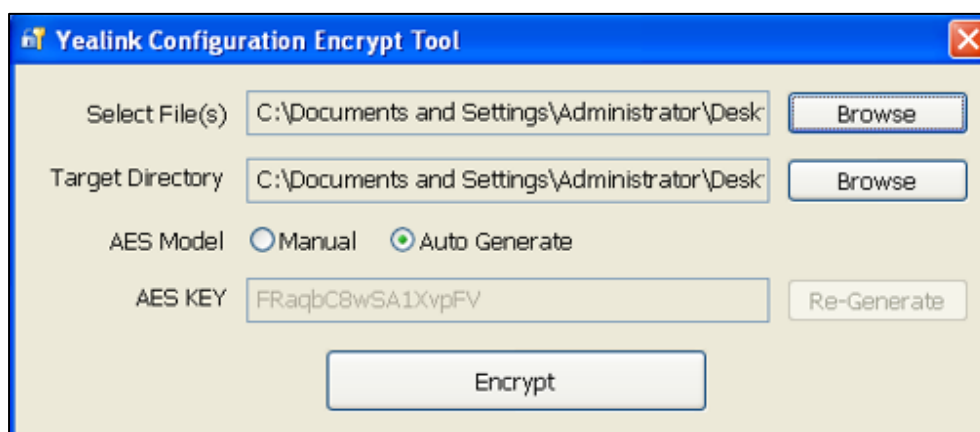 Yealink Configuration Encrypt Tool
Select File(s) C:\Documents and Settings\Administrator\Desk Browse
Target Directory C:\Documents and Settings\Administrator\Desk Browse
AES Model Manual Auto Generate
AES KEY FRaqbC8wSA1XvpFV Re-Generate
Encrypt